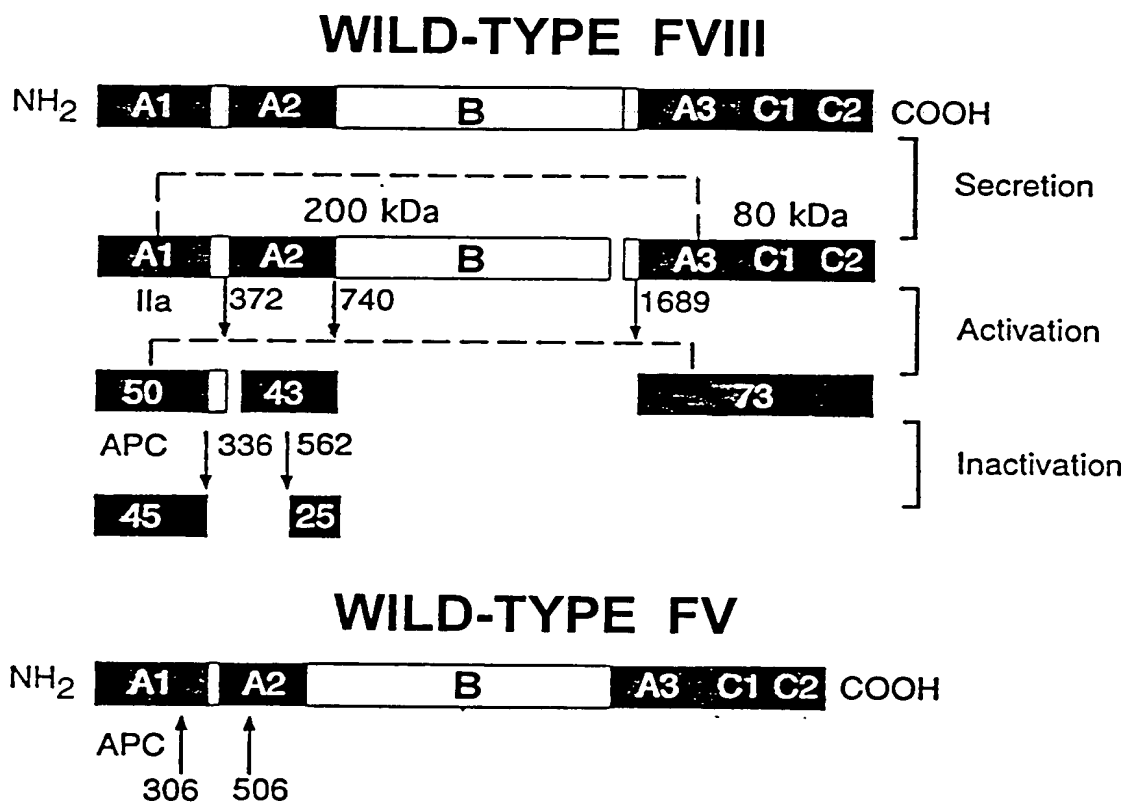 WILD-TYPE FVIII
NH2 A1 A2 B A3 C1 C2 COOH
Secretion
200 kDa 80 kDa
A1 A2 B A3 C1 C2
IIa 372 740 1689
Activation
50 43 73
APC 336 562
Inactivation
45 25
WILD-TYPE FV
NH2 A1 A2 B A3 C1 C2 COOH
APC
306 506